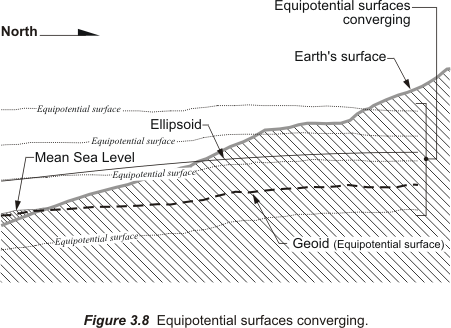 Equipotential surfaces
converging
North
Earth's surface
Equipotential surface
Ellipsoid
Equipotential surface
Mean Sea Level
Equipotential surface
Equipotential surface
Geoid (Equipotential surface)
Figure 3.8 Equipotential surfaces converging.